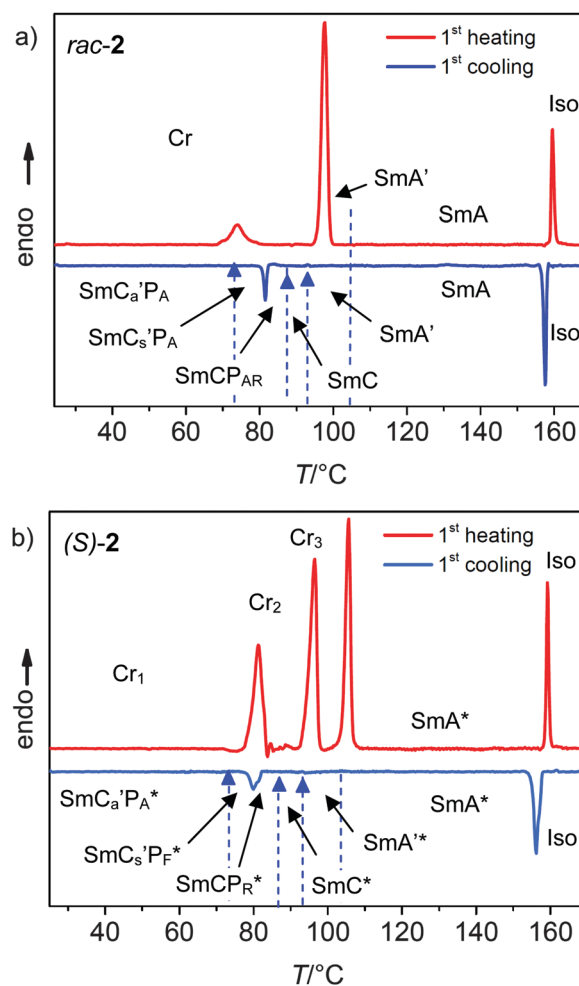 a)
rac-2
1st heating
1st cooling
Iso
Cr
SmA'
SmA
endo
SmCa'PA
SmA
SmCs'PA
SmA'
Iso
SmCPAR
SmC
40 60 80 100 120 140 160
T/°C
b)
(S)-2
1st heating
1st cooling
Cr3
Iso
Cr2
Cr1
SmA*
endo
SmCa'PA*
SmA*
SmA'*
Iso
SmCs'PF*
SmCPR*
SmC*
40 60 80 100 120 140 160
T/°C